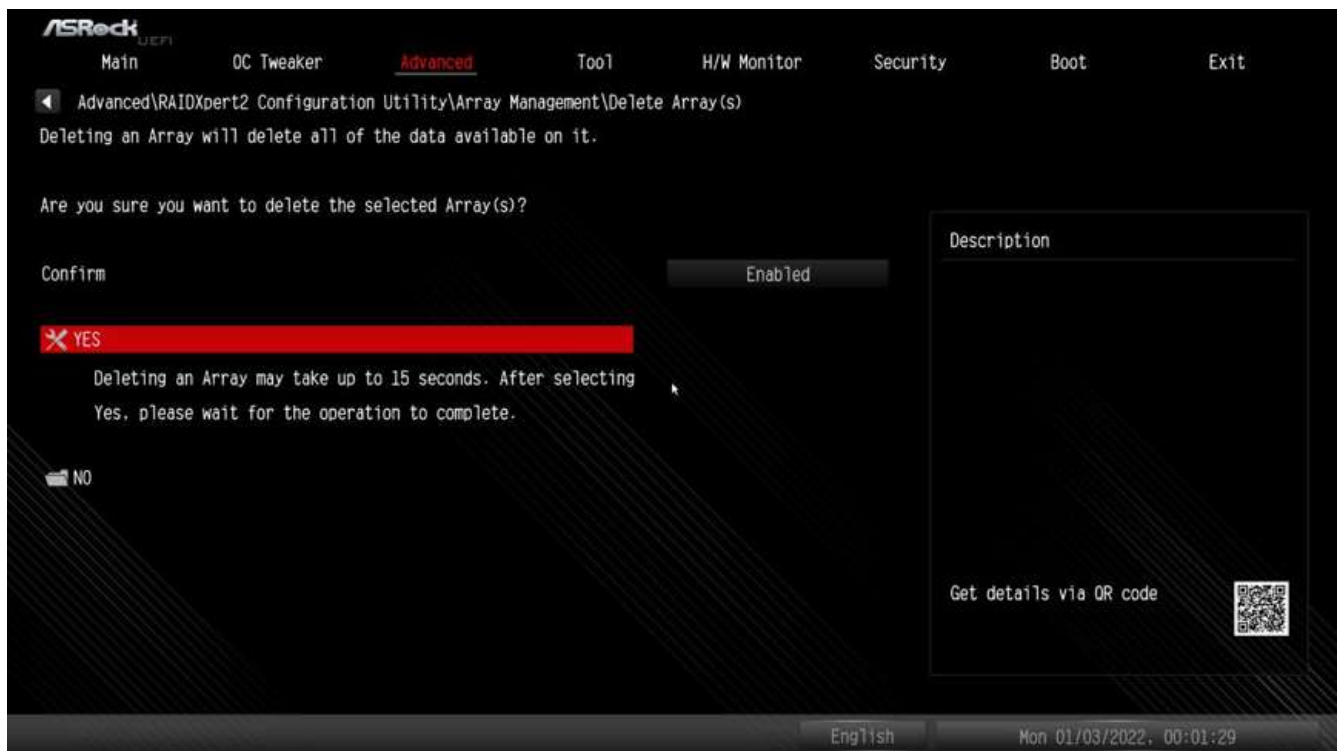 ASRock
UEFI
Main OC Tweaker Advanced Tool H/W Monitor Security Boot Exit
Advanced\RAIDXpert2 Configuration Utility\Array Management\Delete Array(s)
Deleting an Array will delete all of the data available on it.
Are you sure you want to delete the selected Array(s)?
Confirm Enabled
YES
Deleting an Array may take up to 15 seconds. After selecting
Yes, please wait for the operation to complete.
NO
Description
Get details via QR code
English Mon 01/03/2022, 00:01:29